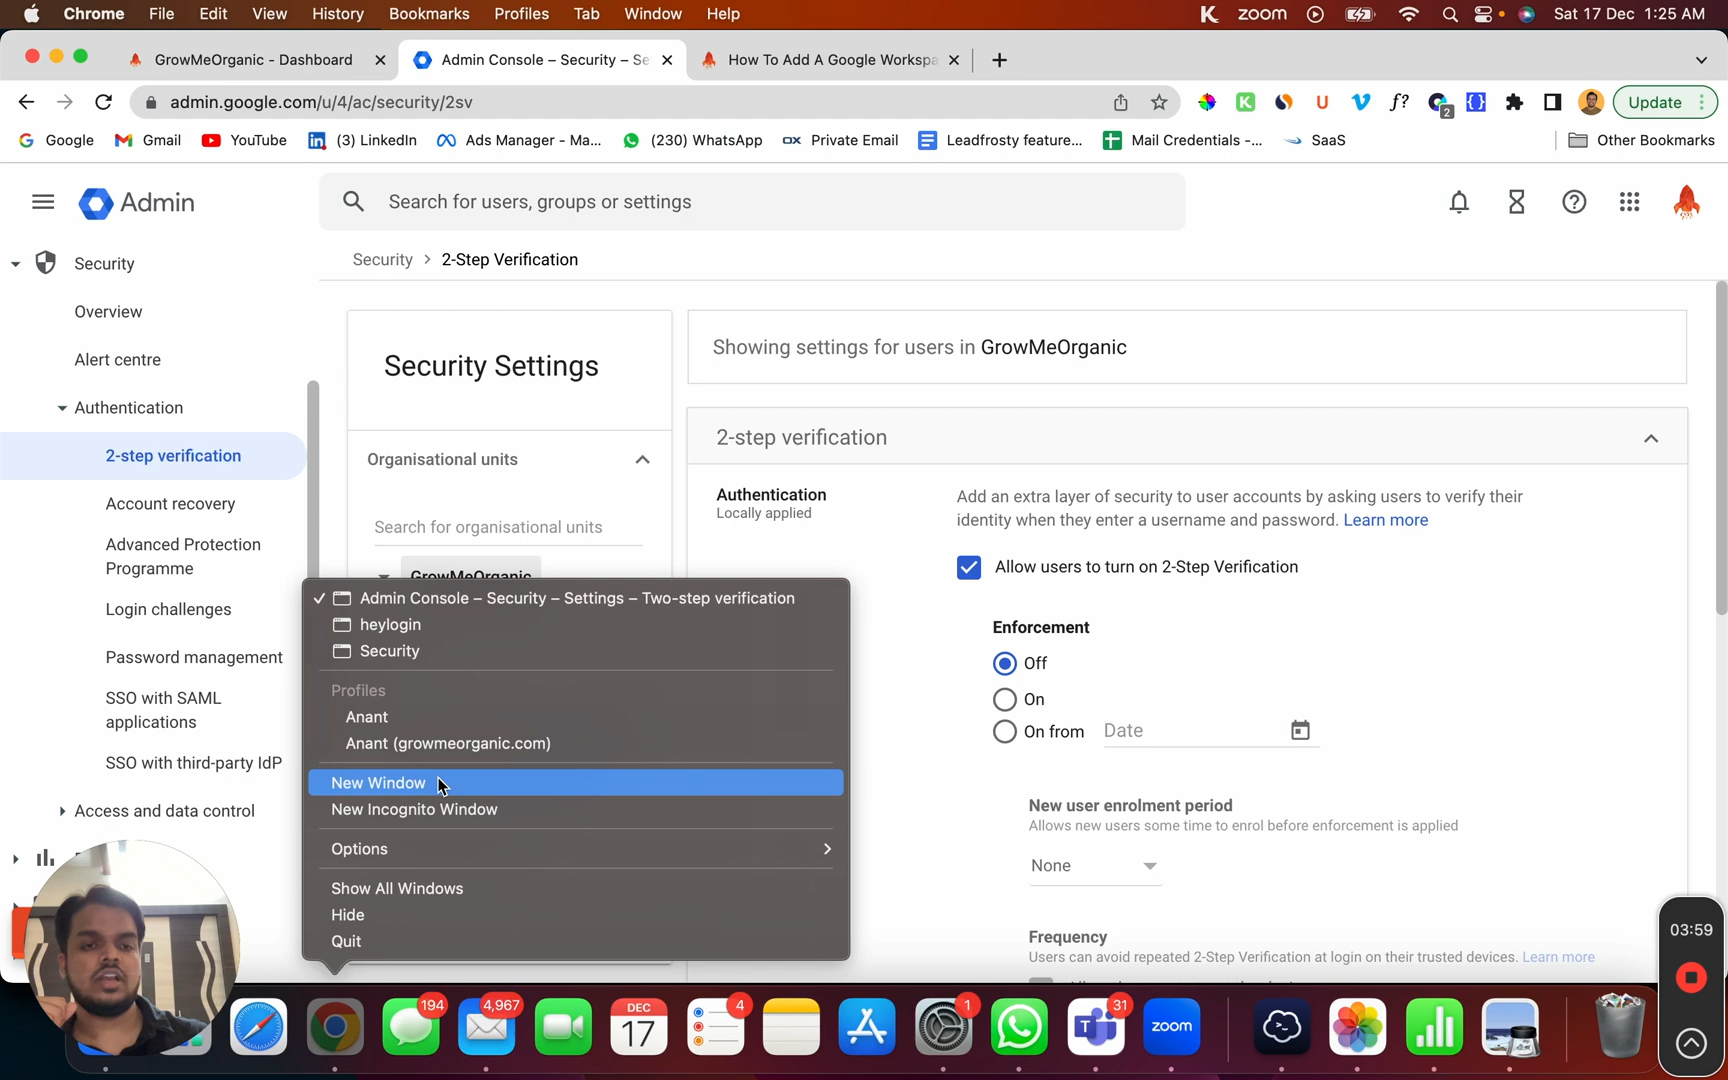 Chrome File Edit View History Bookmarks Profiles Tab Window Help zoom Sat 17 Dec 1:25 AM
GrowMeOrganic - Dashboard
Admin Console – Security – Se
How To Add A Google Workspa
admin.google.com/u/4/ac/security/2sv
f?
2
Update
Google Gmail YouTube (3) LinkedIn Ads Manager - Ma... (230) WhatsApp Private Email Leadfrosty feature... Mail Credentials -... SaaS Other Bookmarks
Admin
Search for users, groups or settings
Security
Overview
Alert centre
Authentication
2-step verification
Account recovery
Advanced Protection
Programme
Login challenges
Password management
SSO with SAML
applications
SSO with third-party IdP
Access and data control
Security > 2-Step Verification
Security Settings
Organisational units
Search for organisational units
GrowMeOrganic
Showing settings for users in GrowMeOrganic
2-step verification
Authentication
Locally applied
Add an extra layer of security to user accounts by asking users to verify their
identity when they enter a username and password. Learn more
Allow users to turn on 2-Step Verification
Enforcement
Off
On
On from Date
New user enrolment period
Allows new users some time to enrol before enforcement is applied
None
Frequency
Users can avoid repeated 2-Step Verification at login on their trusted devices. Learn more
Admin Console – Security – Settings – Two-step verification
heylogin
Security
Profiles
Anant
Anant (growmeorganic.com)
New Window
New Incognito Window
Options
Show All Windows
Hide
Quit
03:59
194
4,967
DEC
17
4
1
31
zoom